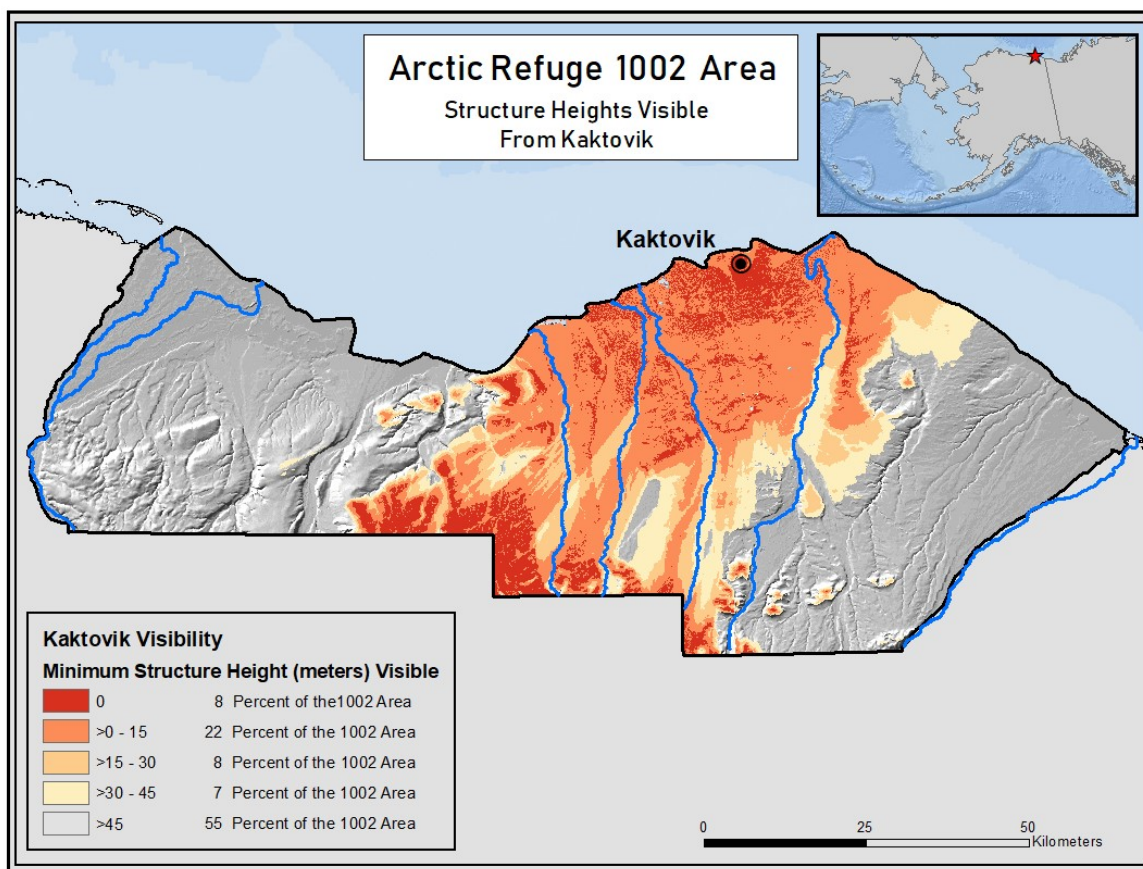 Arctic Refuge 1002 Area
Structure Heights Visible
From Kaktovik
Kaktovik
Kaktovik Visibility
Minimum Structure Height (meters) Visible
0 8 Percent of the1002 Area
>0 - 15 22 Percent of the 1002 Area
>15 - 30 8 Percent of the 1002 Area
>30 - 45 7 Percent of the 1002 Area
>45 55 Percent of the 1002 Area
0 25 50
Kilometers